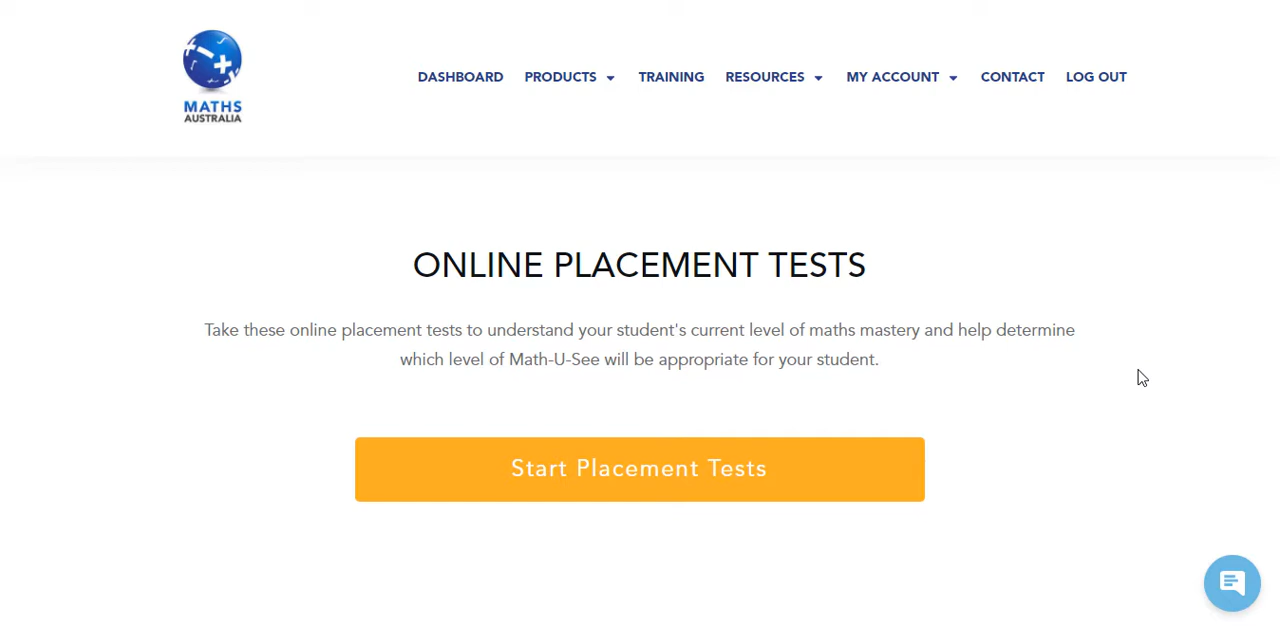 MATHS
AUSTRALIA
DASHBOARD PRODUCTS TRAINING RESOURCES MY ACCOUNT CONTACT LOG OUT
ONLINE PLACEMENT TESTS
Take these online placement tests to understand your student's current level of maths mastery and help determine
which level of Math-U-See will be appropriate for your student.
Start Placement Tests